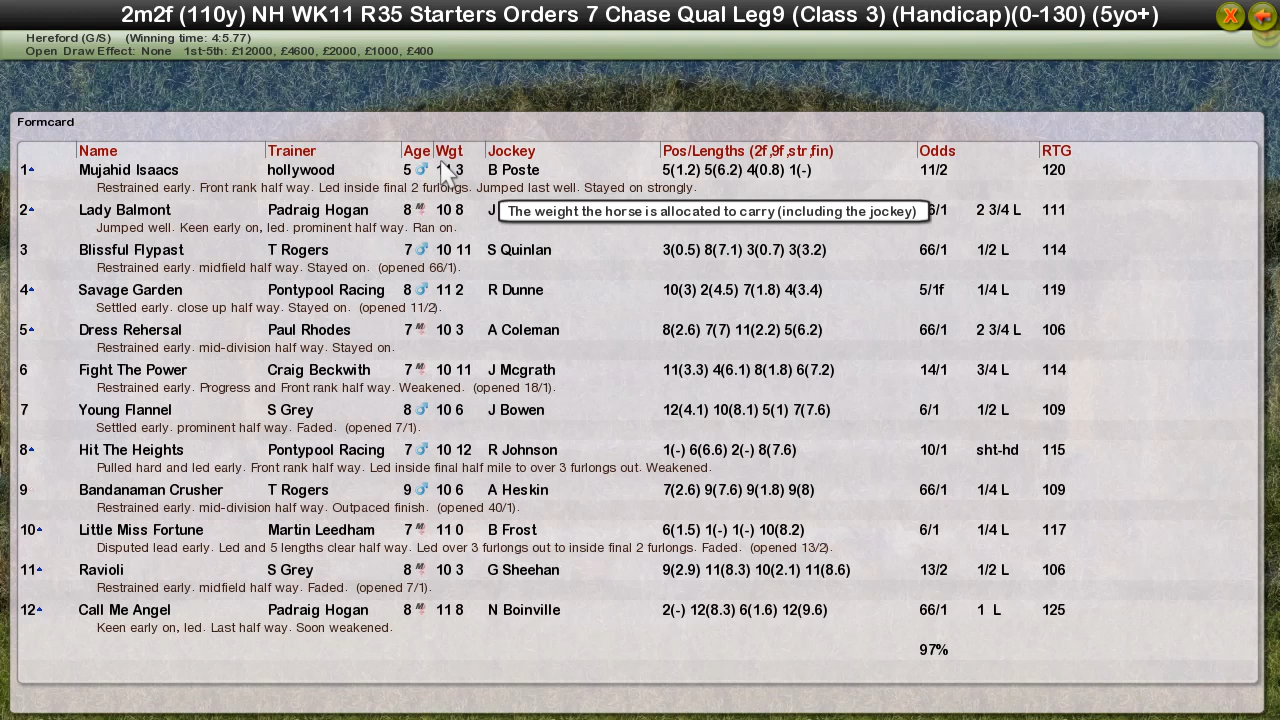 2m2f (110y) NH WK11 R35 Starters Orders 7 Chase Qual Leg9 (Class 3) (Handicap)(0-130) (5yo+)
Hereford (G/S) (Winning time: 4:5.77)
Open Draw Effect: None 1st-5th: £12000, £4600, £2000, £1000, £400
Formcard
Name Trainer Age Wgt Jockey Pos/Lengths (2f,9f,str,fin) Odds RTG
1 Mujahid Isaacs hollywood 5 3 B Poste 5(1.2) 5(6.2) 4(0.8) 1(-) 11/2 120
Restrained early. Front rank half way. Led inside final 2 furlongs. Jumped last well. Stayed on strongly.
2 Lady Balmont Padraig Hogan 8 M 10 8 J 6/1 2 3/4 L 111
The weight the horse is allocated to carry (including the jockey)
Jumped well. Keen early on, led. prominent half way. Ran on.
3 Blissful Flypast T Rogers 7 10 11 S Quinlan 3(0.5) 8(7.1) 3(0.7) 3(3.2) 66/1 1/2 L 114
Restrained early. midfield half way. Stayed on. (opened 66/1).
4 Savage Garden Pontypool Racing 8 11 2 R Dunne 10(3) 2(4.5) 7(1.8) 4(3.4) 5/1f 1/4 L 119
Settled early. close up half way. Stayed on. (opened 11/2).
5 Dress Rehersal Paul Rhodes 7 M 10 3 A Coleman 8(2.6) 7(7) 11(2.2) 5(6.2) 66/1 2 3/4 L 106
Restrained early. mid-division half way. Stayed on.
6 Fight The Power Craig Beckwith 7 M 10 11 J Mcgrath 11(3.3) 4(6.1) 8(1.8) 6(7.2) 14/1 3/4 L 114
Restrained early. Progress and Front rank half way. Weakened. (opened 18/1).
7 Young Flannel S Grey 8 10 6 J Bowen 12(4.1) 10(8.1) 5(1) 7(7.6) 6/1 1/2 L 109
Settled early. prominent half way. Faded. (opened 7/1).
8 Hit The Heights Pontypool Racing 7 10 12 R Johnson 1(-) 6(6.6) 2(-) 8(7.6) 10/1 sht-hd 115
Pulled hard and led early. Front rank half way. Led inside final half mile to over 3 furlongs out. Weakened.
9 Bandanaman Crusher T Rogers 9 10 6 A Heskin 7(2.6) 9(7.6) 9(1.8) 9(8) 66/1 1/4 L 109
Restrained early. mid-division half way. Outpaced finish. (opened 40/1).
10 Little Miss Fortune Martin Leedham 7 M 11 0 B Frost 6(1.5) 1(-) 1(-) 10(8.2) 6/1 1/4 L 117
Disputed lead early. Led and 5 lengths clear half way. Led over 3 furlongs out to inside final 2 furlongs. Faded. (opened 13/2).
11 Ravioli S Grey 8 M 10 3 G Sheehan 9(2.9) 11(8.3) 10(2.1) 11(8.6) 13/2 1/2 L 106
Restrained early. midfield half way. Faded. (opened 7/1).
12 Call Me Angel Padraig Hogan 8 M 11 8 N Boinville 2(-) 12(8.3) 6(1.6) 12(9.6) 66/1 1 L 125
Keen early on, led. Last half way. Soon weakened.
97%